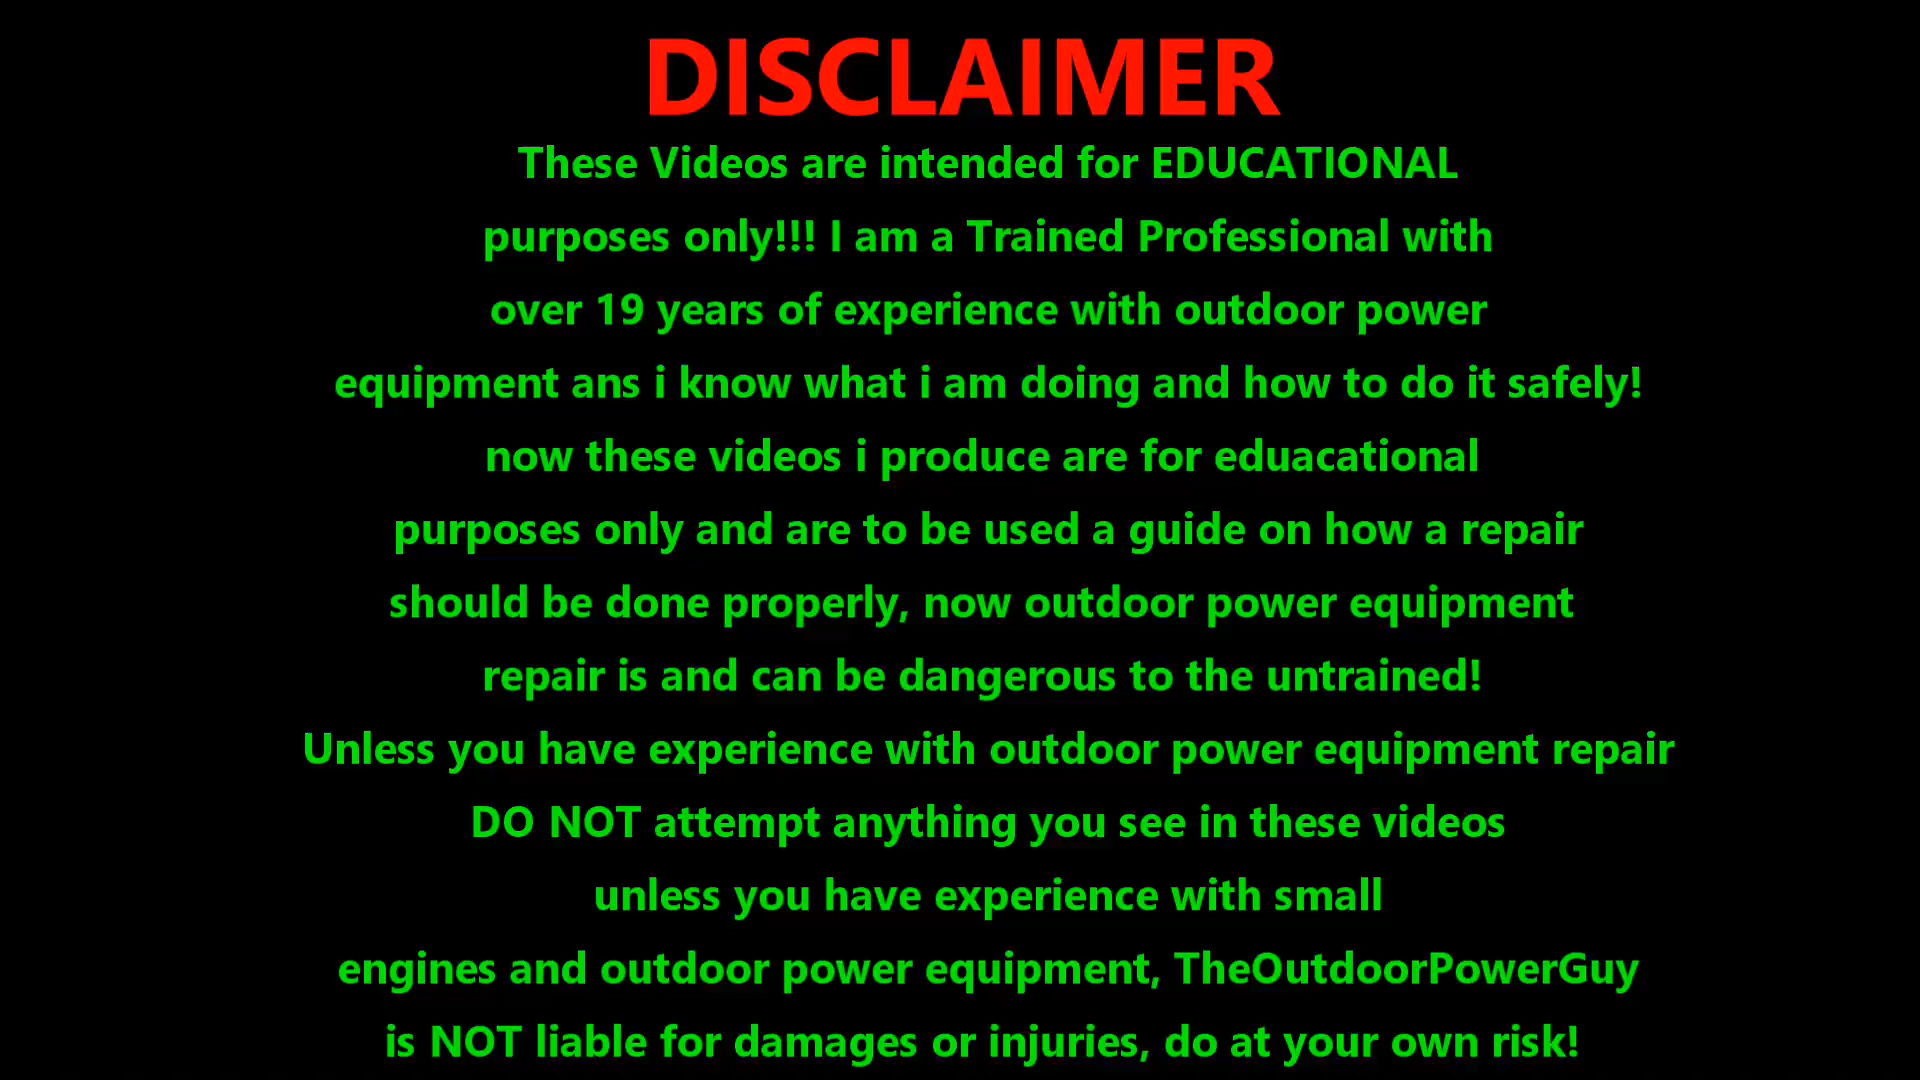 DISCLAIMER
These Videos are intended for EDUCATIONAL
purposes only!!! I am a Trained Professional with
over 19 years of experience with outdoor power
equipment ans i know what i am doing and how to do it safely!
now these videos i produce are for eduacational
purposes only and are to be used a guide on how a repair
should be done properly, now outdoor power equipment
repair is and can be dangerous to the untrained!
Unless you have experience with outdoor power equipment repair
DO NOT attempt anything you see in these videos
unless you have experience with small
engines and outdoor power equipment, TheOutdoorPowerGuy
is NOT liable for damages or injuries, do at your own risk!